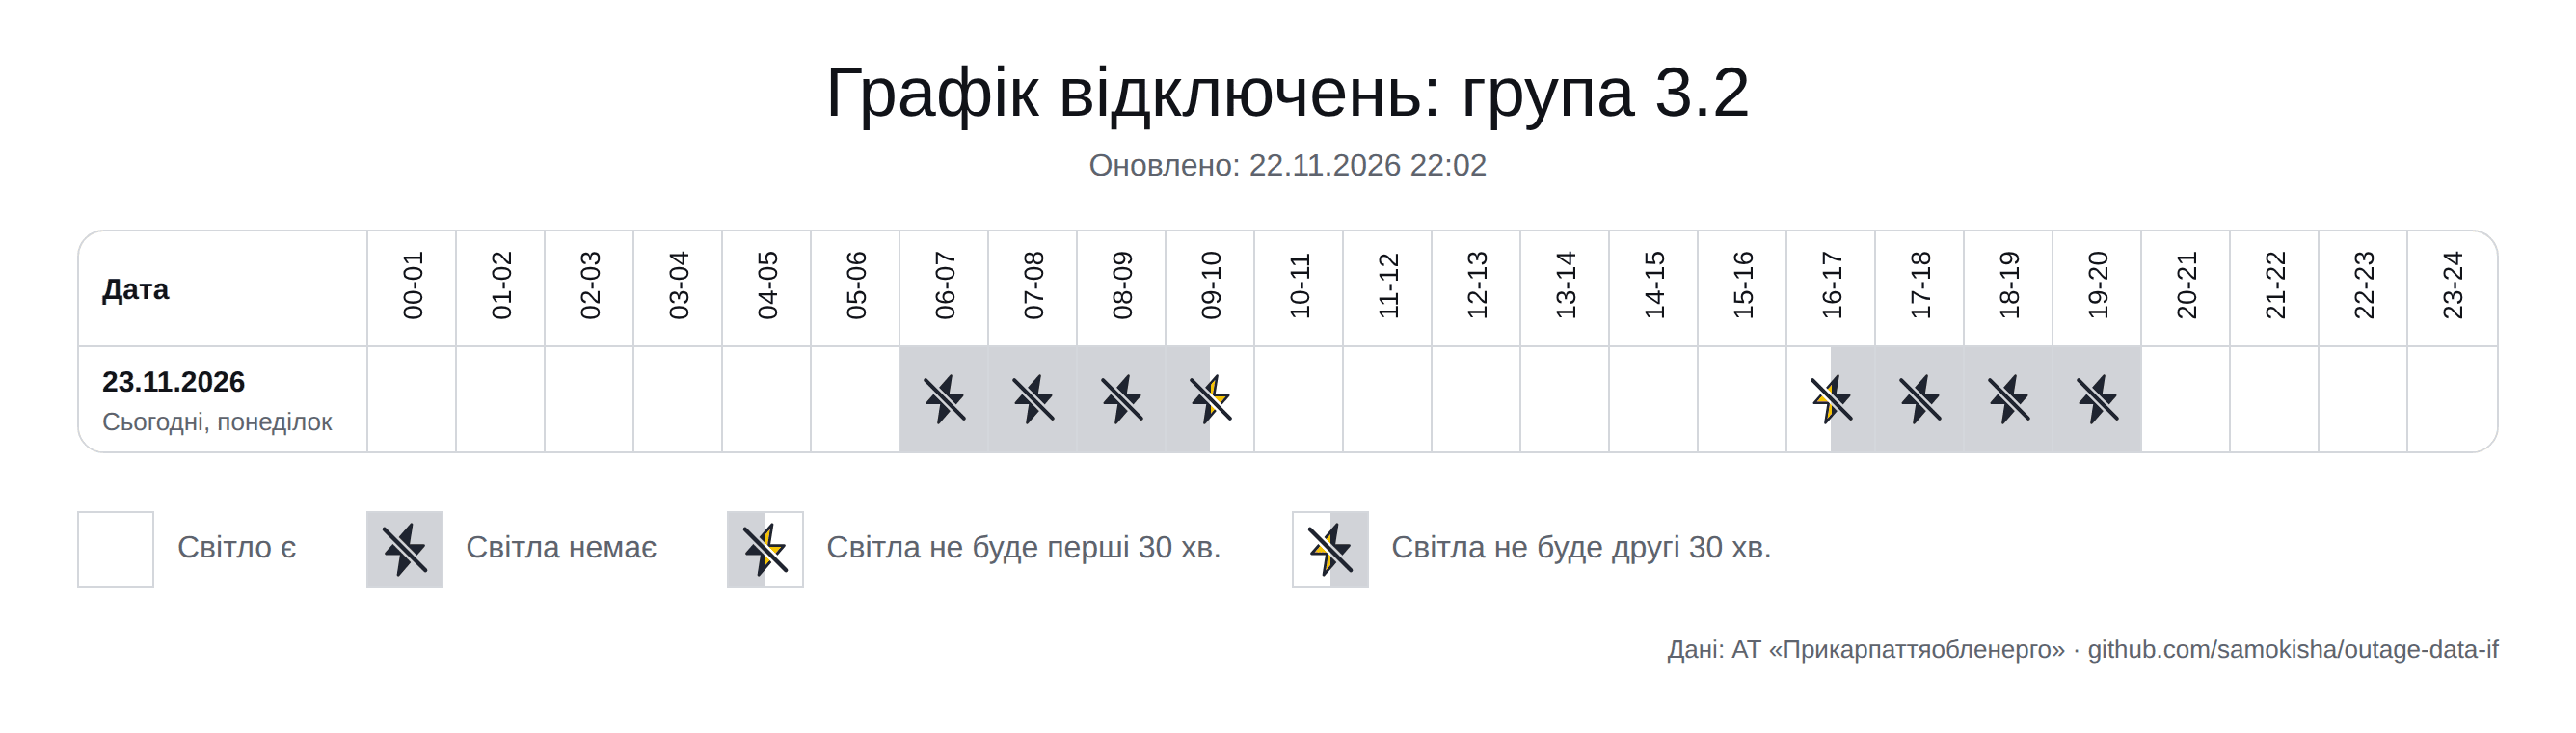 Графік відключень: група 3.2
Оновлено: 22.11.2026 22:02
Дата 00-01 01-02 02-03 03-04 04-05 05-06 06-07 07-08 08-09 09-10 10-11 11-12 12-13 13-14 14-15 15-16 16-17 17-18 18-19 19-20 20-21 21-22 22-23 23-24
23.11.2026
Сьогодні, понеділок
Світло є Світла немає Світла не буде перші 30 хв. Світла не буде другі 30 хв.
Дані: АТ «Прикарпаттяобленерго» · github.com/samokisha/outage-data-if